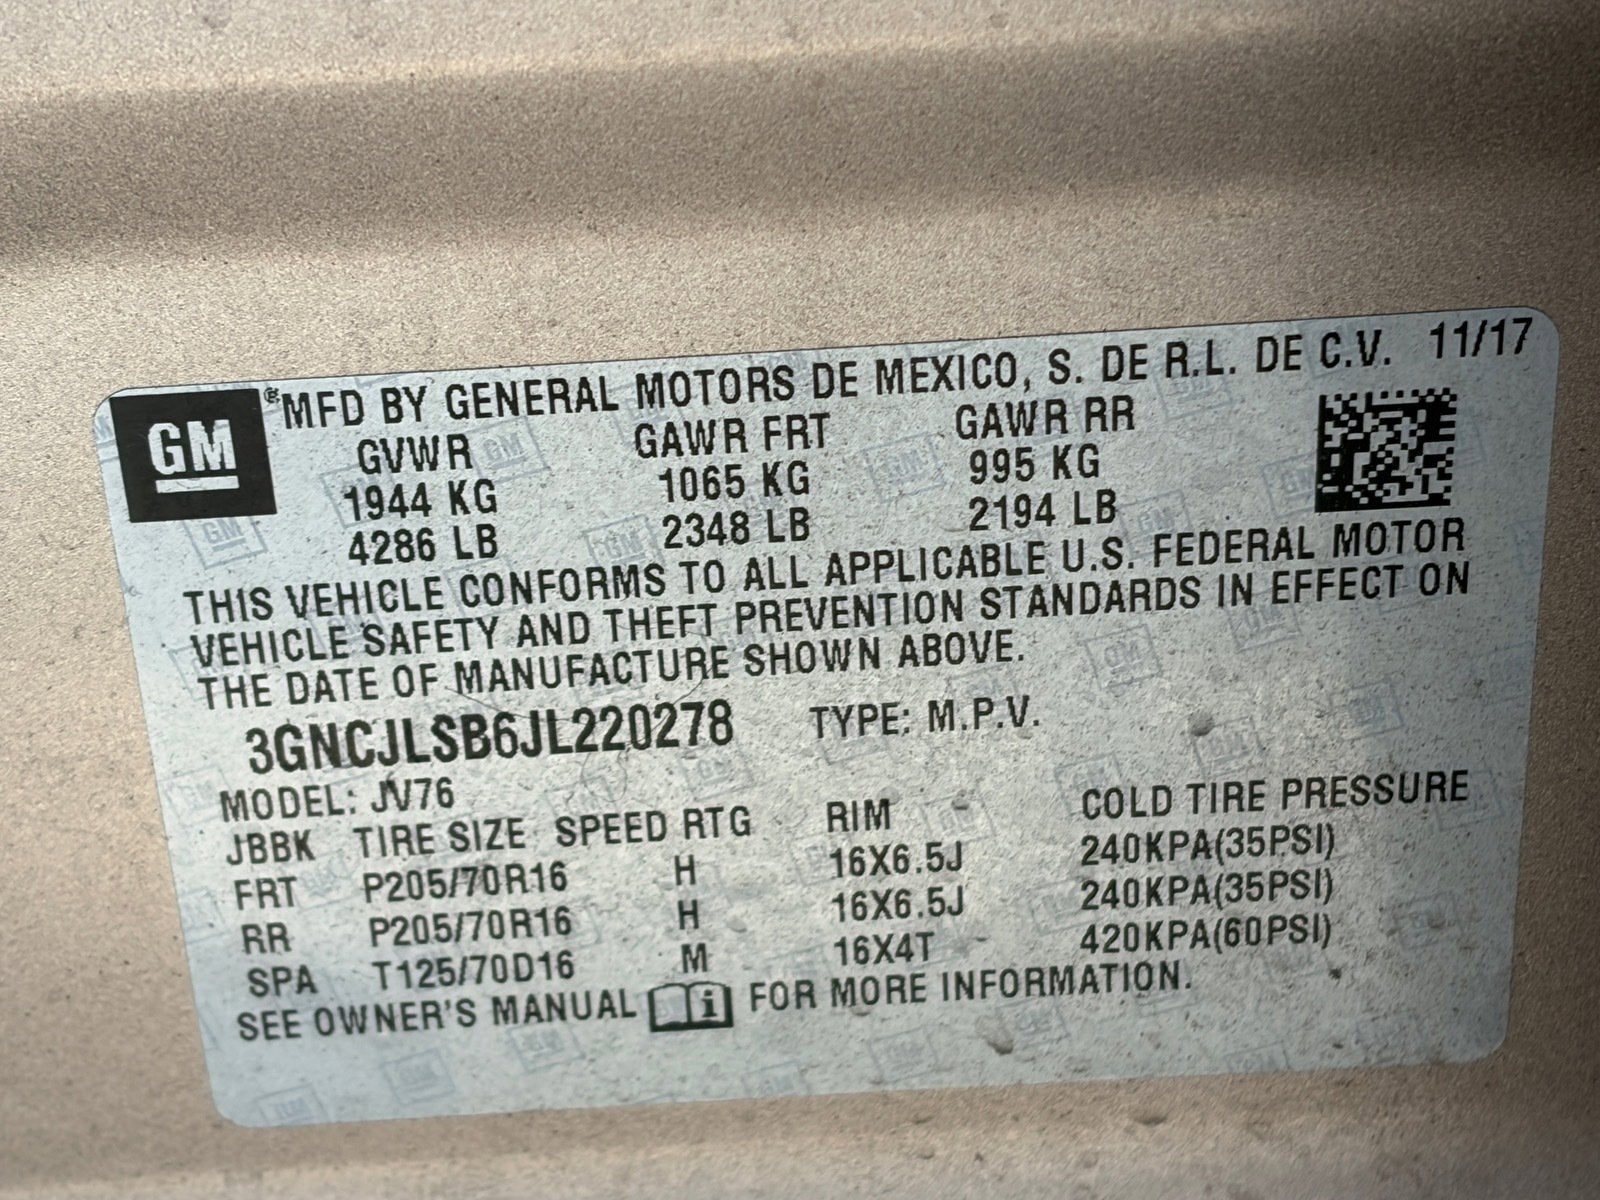 GM ® MFD BY GENERAL MOTORS DE MEXICO, S. DE R.L. DE C.V. 11/17
GVWR GAWR FRT GAWR RR
1944 KG 1065 KG 995 KG
4286 LB 2348 LB 2194 LB
THIS VEHICLE CONFORMS TO ALL APPLICABLE U.S. FEDERAL MOTOR
VEHICLE SAFETY AND THEFT PREVENTION STANDARDS IN EFFECT ON
THE DATE OF MANUFACTURE SHOWN ABOVE.
3GNCJLSB6JL220278 TYPE: M.P.V.
MODEL: JV76
JBBK TIRE SIZE SPEED RTG RIM COLD TIRE PRESSURE
FRT P205/70R16 H 16X6.5J 240KPA(35PSI)
RR P205/70R16 H 16X6.5J 240KPA(35PSI)
SPA T125/70D16 M 16X4T 420KPA(60PSI)
SEE OWNER'S MANUAL i FOR MORE INFORMATION.